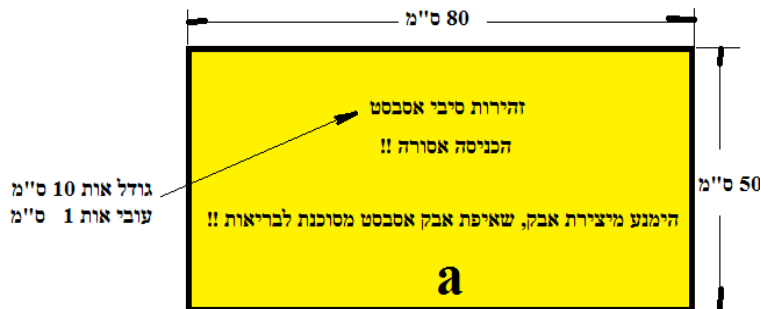 80 ס"מ
זהירות סיבי אסבסט
הכניסה אסורה !!
50 ס"מ
גודל אות 10 ס"מ
עובי אות 1 ס"מ
הימנע מיצירת אבק, שאיפת אבק אסבסט מסוכנת לבריאות !!
a